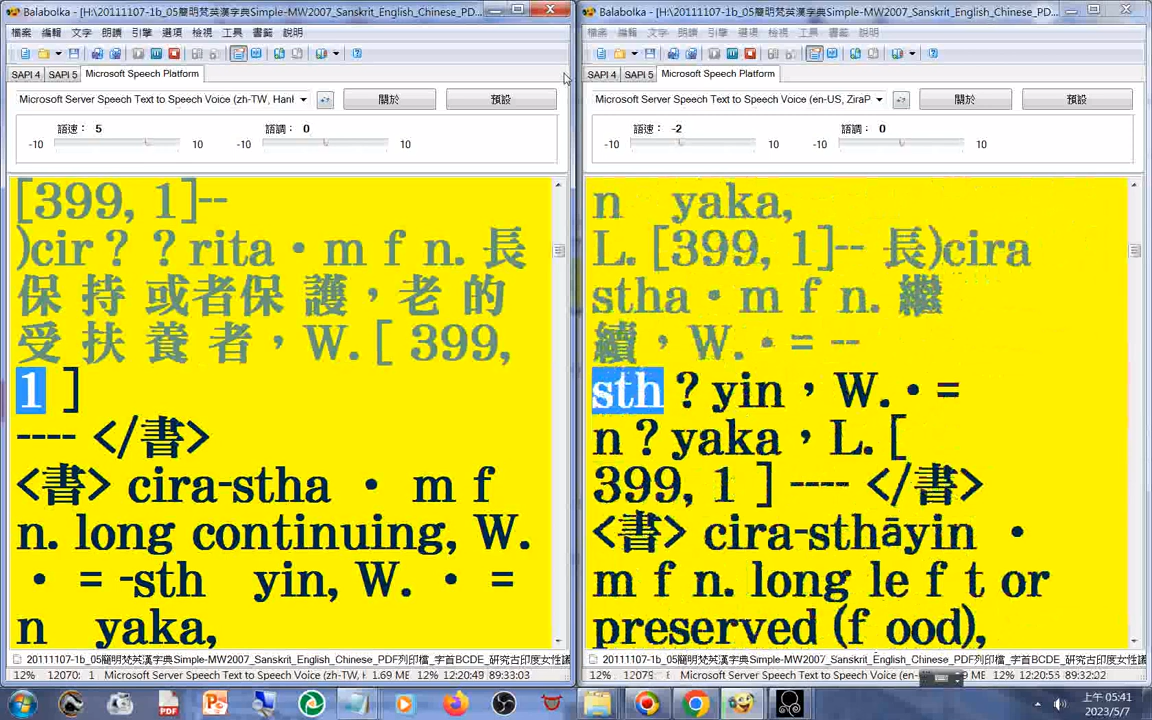 Balabolka - [H:\20111107-1b_05簡明梵英漢字典Simple-MW2007_Sanskrit_English_Chinese_PD...
檔案 編輯 文字 朗讀 引擎 選項 檢視 工具 書籤 說明
SAPI 4 SAPI 5 Microsoft Speech Platform
Microsoft Server Speech Text to Speech Voice (zh-TW, HanH 關於 預設
語速： 5 語調： 0
-10 10 -10 10
[399, 1]--
)cir？？rita・m f n. 長
保 持 或者保 護，老 的
受 扶 養 者，W. [ 399,
1 ]
---- </書>
<書> cira-stha • m f
n. long continuing, W.
• = -sth yin, W. • =
n yaka,
20111107-1b_05簡明梵英漢字典Simple-MW2007_Sanskrit_English_Chinese_PDF列印檔_字首BCDE_研究古印度女性議
12% 12079: 1 Microsoft Server Speech Text to Speech Voice (zh-TW, H 1.69 MB 12% 12:20:49 89:33:03
Balabolka - [H:\20111107-1b_05簡明梵英漢字典Simple-MW2007_Sanskrit_English_Chinese_PD...
檔案 編輯 文字 朗讀 引擎 選項 檢視 工具 書籤 說明
SAPI 4 SAPI 5 Microsoft Speech Platform
Microsoft Server Speech Text to Speech Voice (en-US, ZiraP 關於 預設
語速： -2 語調： 0
-10 10 -10 10
n yaka,
L. [399, 1]-- 長)cira
stha・m f n. 繼
續，W.・= --
sth？yin，W.・=
n？yaka，L. [
399, 1 ] ---- </書>
<書> cira-sthāyin •
m f n. long le f t or
preserved (f ood),
20111107-1b_05簡明梵英漢字典Simple-MW2007_Sanskrit_English_Chinese_PDF列印檔_字首BCDE_研究古印度女性議
12% Microsoft Server Speech Text to Speech Voice (en-U 12% 12:20:55 89:32:22
上午 05:41
2023/5/7